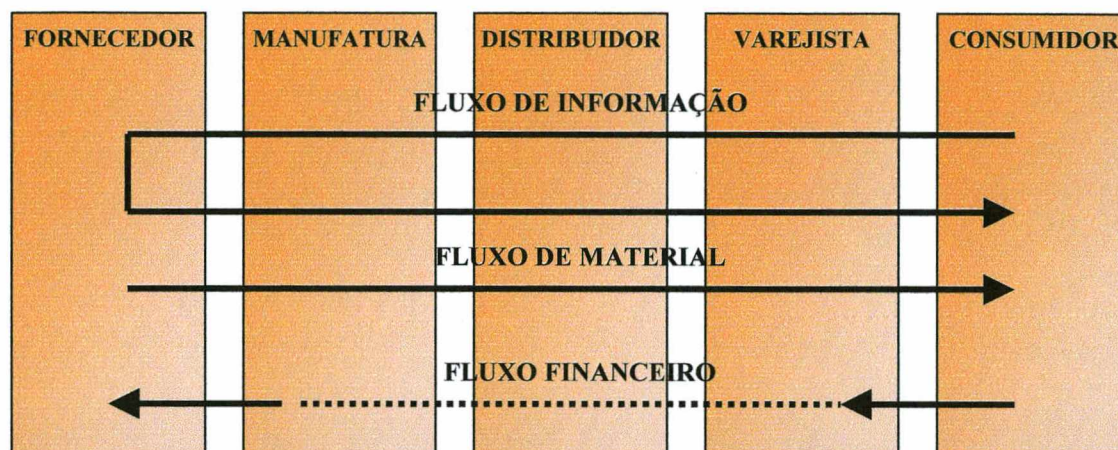 FORNECEDOR
MANUFATURA
DISTRIBUIDOR
VAREJISTA
CONSUMIDOR
FLUXO DE INFORMAÇÃO
FLUXO DE MATERIAL
FLUXO FINANCEIRO